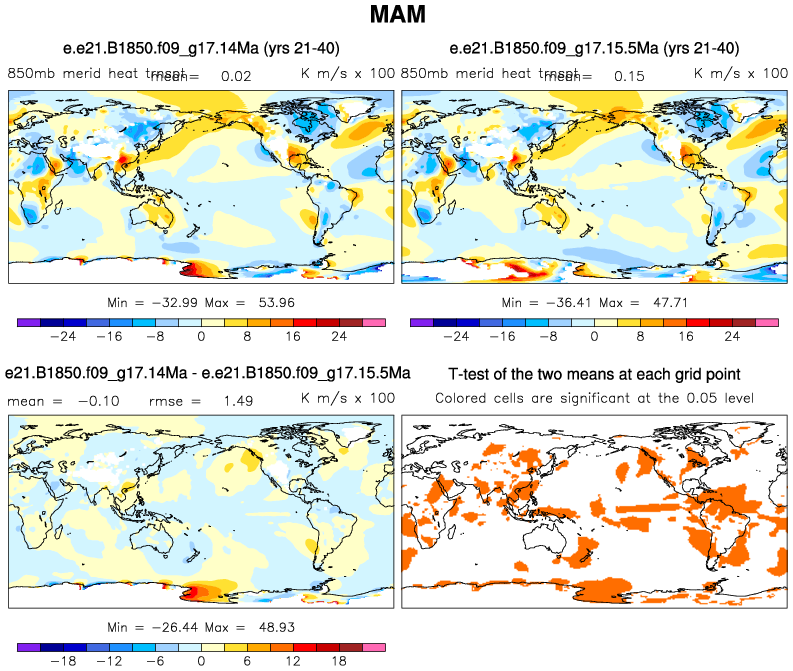 MAM
e.e21.B1850.f09_g17.14Ma (yrs 21-40)
850mb merid heat trnspt mean= 0.02 K m/s x 100
Min = -32.99 Max = 53.96
-24 -16 -8 0 8 16 24
e.e21.B1850.f09_g17.15.5Ma (yrs 21-40)
850mb merid heat trnspt mean= 0.15 K m/s x 100
Min = -36.41 Max = 47.71
-24 -16 -8 0 8 16 24
e21.B1850.f09_g17.14Ma - e.e21.B1850.f09_g17.15.5Ma
mean = -0.10 rmse = 1.49 K m/s x 100
Min = -26.44 Max = 48.93
-18 -12 -6 0 6 12 18
T-test of the two means at each grid point
Colored cells are significant at the 0.05 level